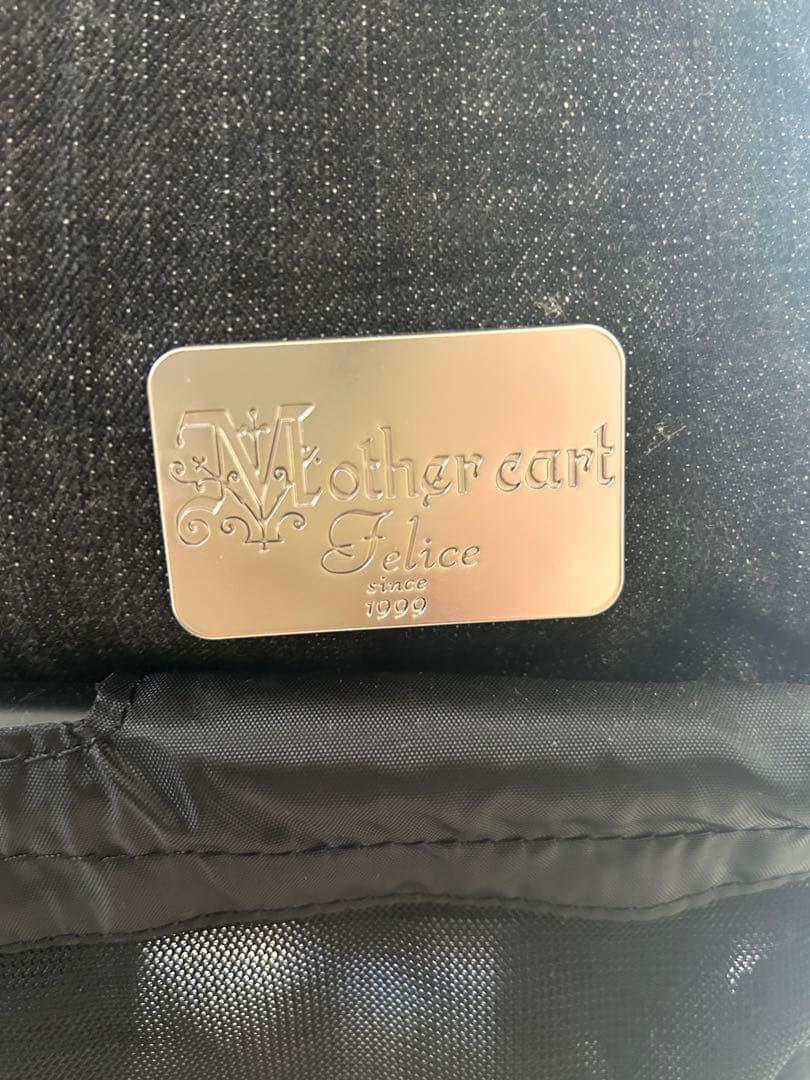 Mother cart
Felice
since
1999